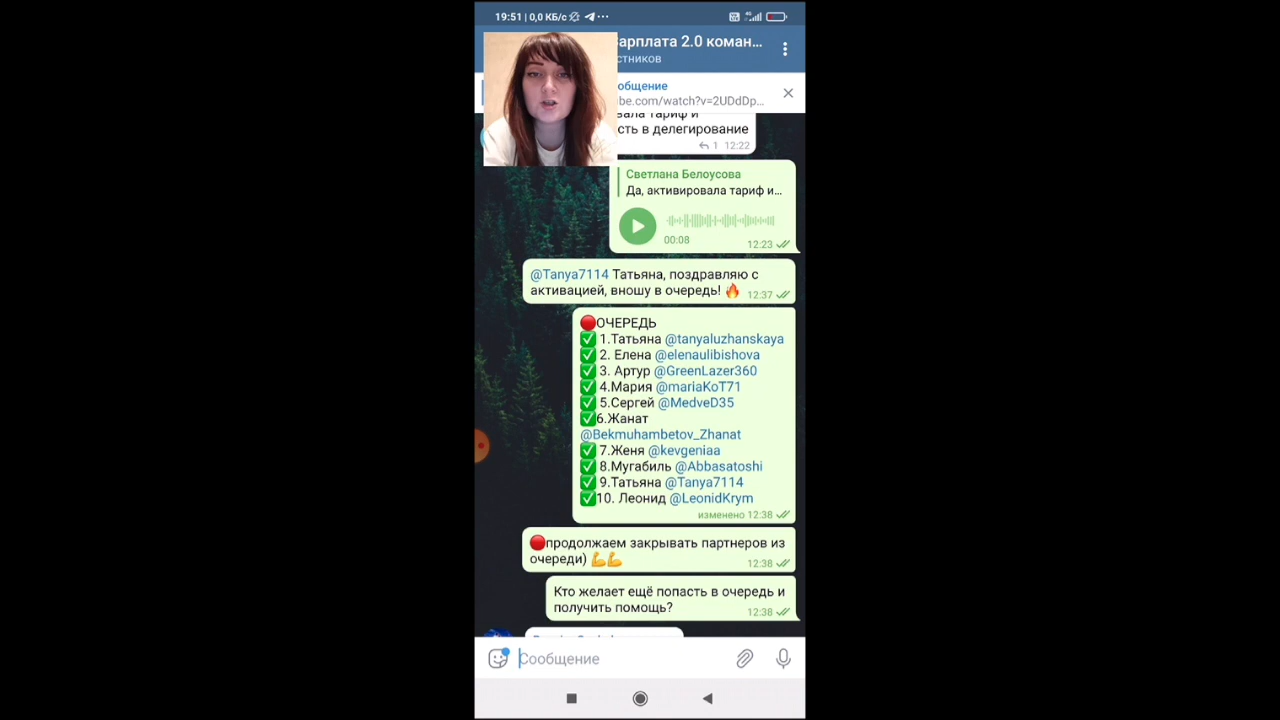 19:51 | 0,0 КБ/с
Зарплата 2.0 коман...
стников
ообщение
be.com/watch?v=2UDdDp...
вала тариф и
сть в делегирование
1 12:22
Светлана Белоусова
Да, активировала тариф и...
00:08
12:23
@Tanya7114 Татьяна, поздравляю с
активацией, вношу в очередь! 🔥 12:37
🔴ОЧЕРЕДЬ
✅ 1.Татьяна @tanyaluzhanskaya
✅ 2. Елена @elenaulibishova
✅ 3. Артур @GreenLazer360
✅ 4.Мария @mariaKoT71
✅ 5.Сергей @MedveD35
✅6.Жанат
@Bekmuhambetov_Zhanat
✅ 7.Женя @kevgeniaa
✅ 8.Мугабиль @Abbasatoshi
✅ 9.Татьяна @Tanya7114
✅10. Леонид @LeonidKrym
изменено 12:38
🔴продолжаем закрывать партнеров из
очереди) 💪💪 12:38
Кто желает ещё попасть в очередь и
получить помощь? 12:38
Сообщение